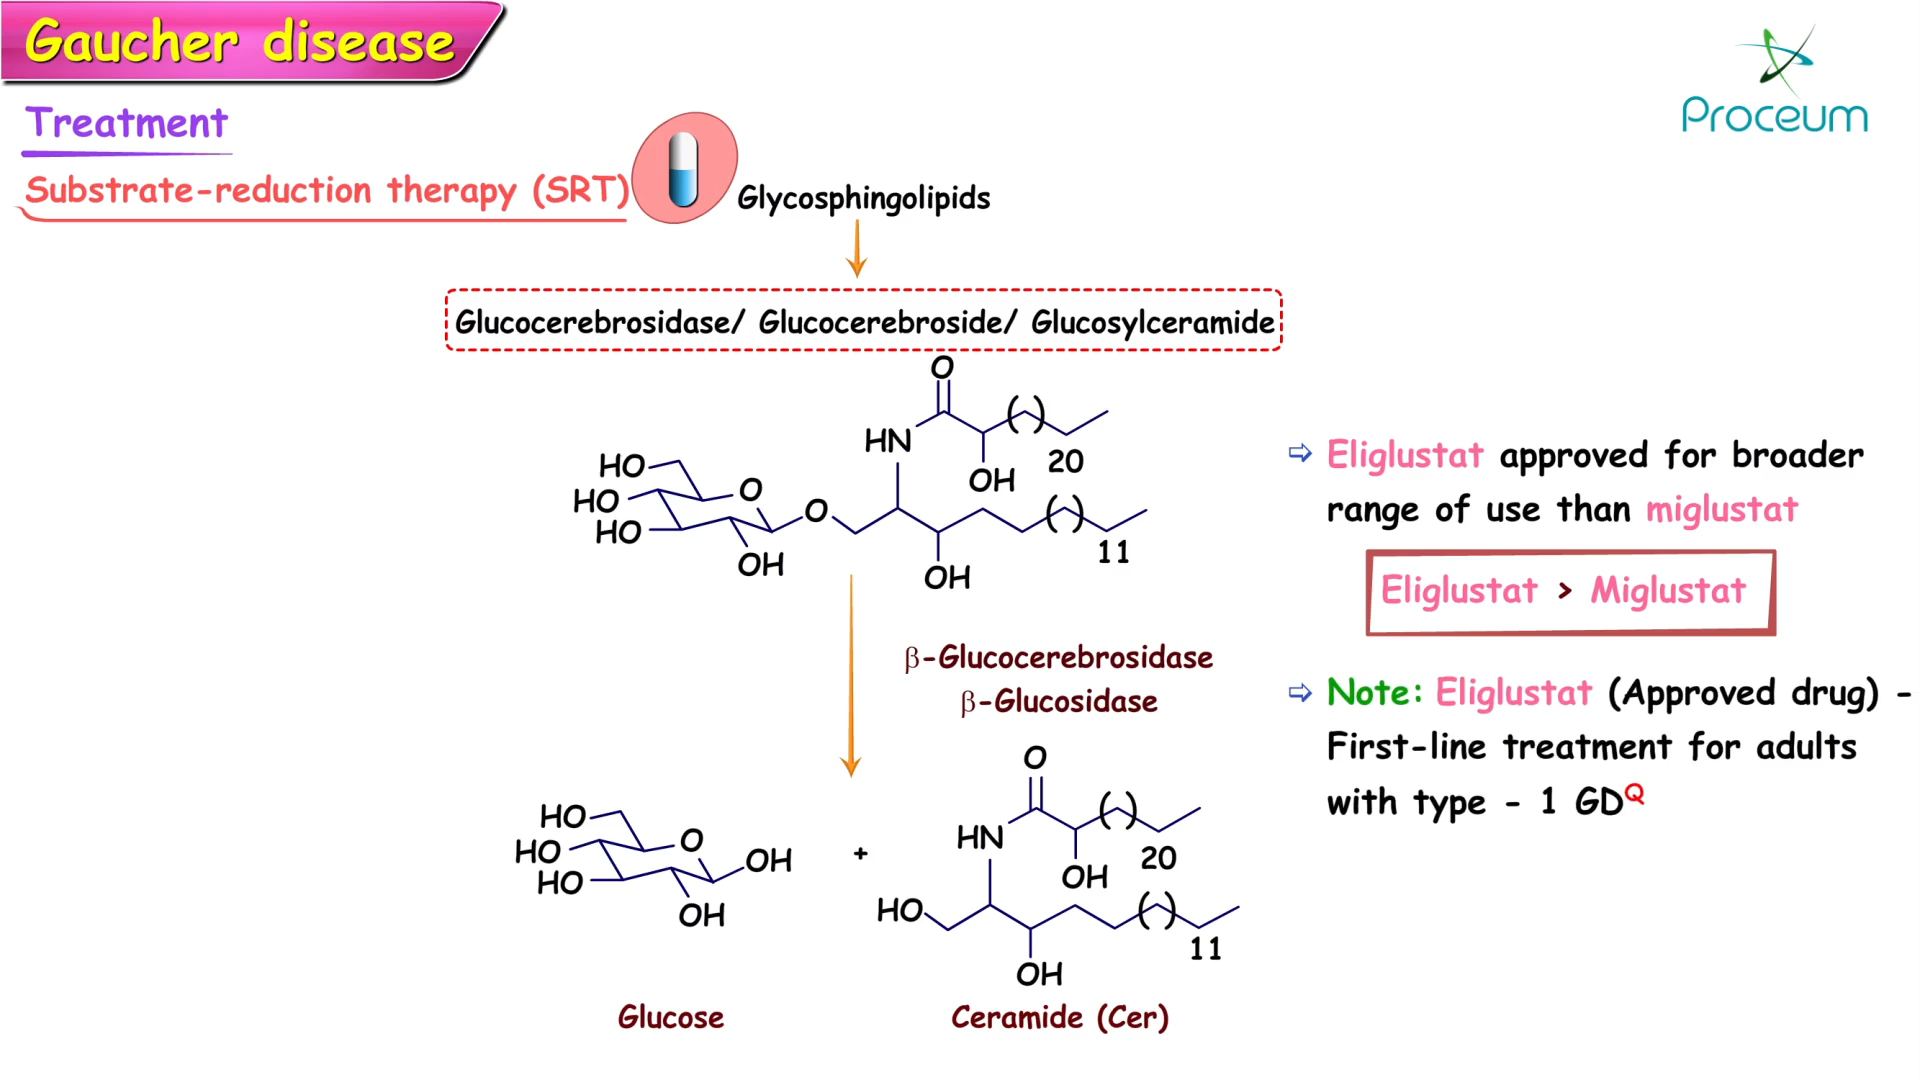 Gaucher disease
Proceum
Treatment
Substrate-reduction therapy (SRT)
Glycosphingolipids
Glucocerebrosidase/ Glucocerebroside/ Glucosylceramide
O
HN
( )
OH
20
HO
HO
HO
O
OH
O
( )
11
OH
β-Glucocerebrosidase
β-Glucosidase
HO
HO
HO
O
OH
OH
+
O
HN
( )
OH
20
HO
( )
11
OH
Glucose
Ceramide (Cer)
⇨ Eliglustat approved for broader
range of use than miglustat
Eliglustat > Miglustat
⇨ Note: Eliglustat (Approved drug) -
First-line treatment for adults
with type - 1 GDQ